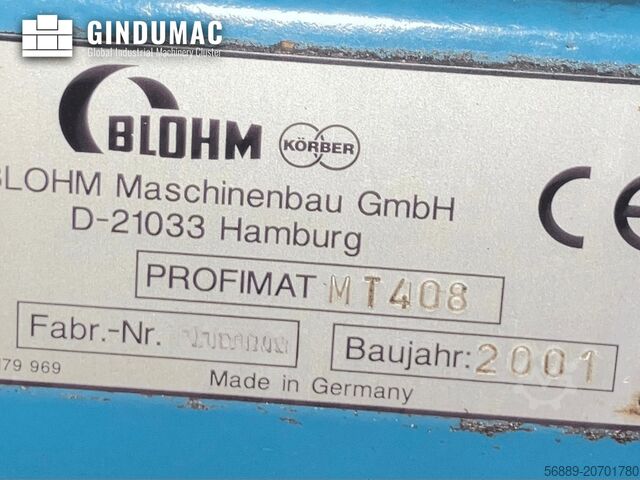 GINDUMAC
Global Industrial Machinery Cluster
BLOHM KÖRBER
BLOHM Maschinenbau GmbH CE
D-21033 Hamburg
PROFIMAT MT408
Fabr.-Nr. Baujahr: 2001
179 969
Made in Germany
56889-20701780